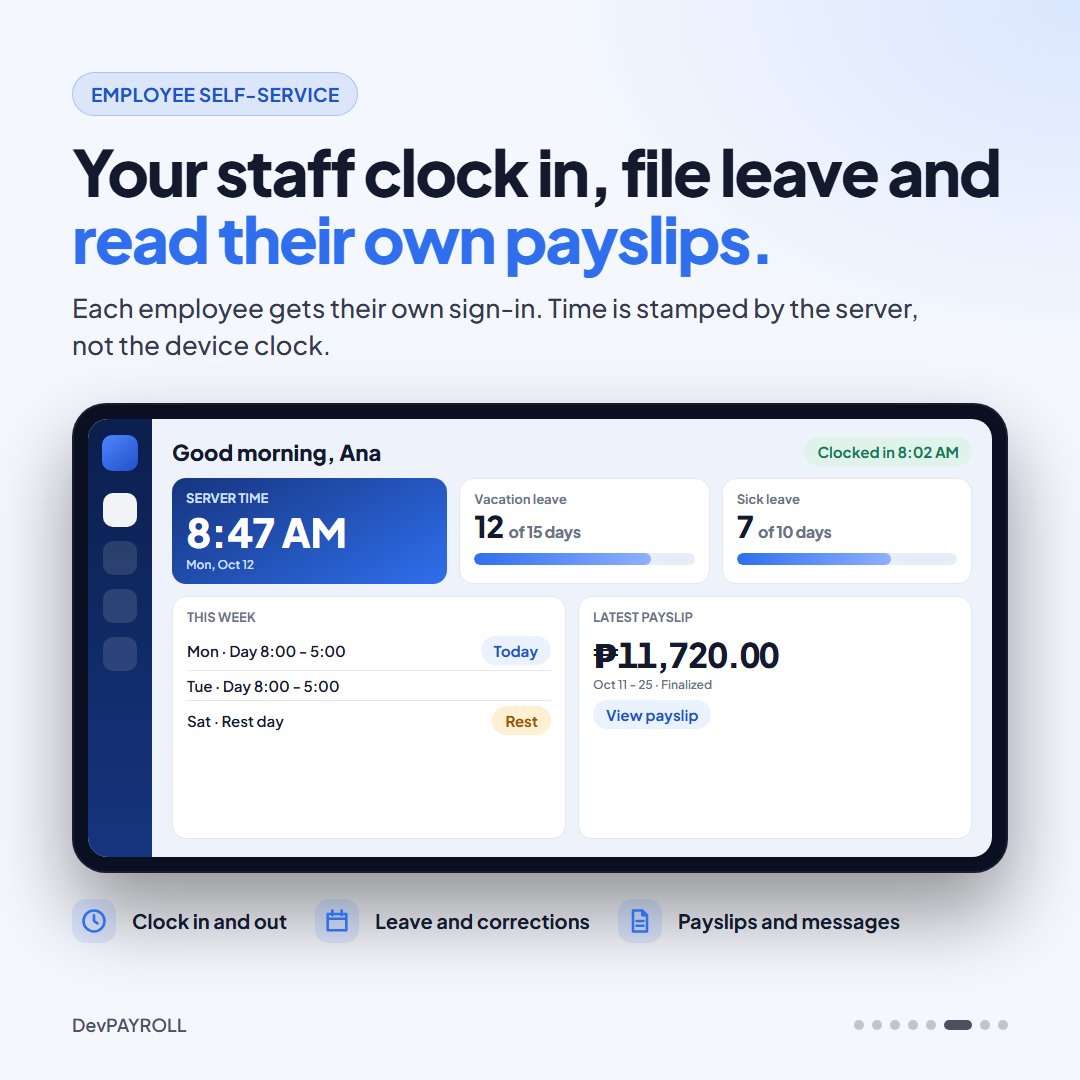 EMPLOYEE SELF-SERVICE
Your staff clock in, file leave and
read their own payslips.
Each employee gets their own sign-in. Time is stamped by the server,
not the device clock.
Good morning, Ana
Clocked in 8:02 AM
SERVER TIME
8:47 AM
Mon, Oct 12
Vacation leave
12 of 15 days
Sick leave
7 of 10 days
THIS WEEK
Mon · Day 8:00 - 5:00
Today
Tue · Day 8:00 - 5:00
Sat · Rest day
Rest
LATEST PAYSLIP
₱11,720.00
Oct 11 - 25 · Finalized
View payslip
Clock in and out
Leave and corrections
Payslips and messages
DevPAYROLL